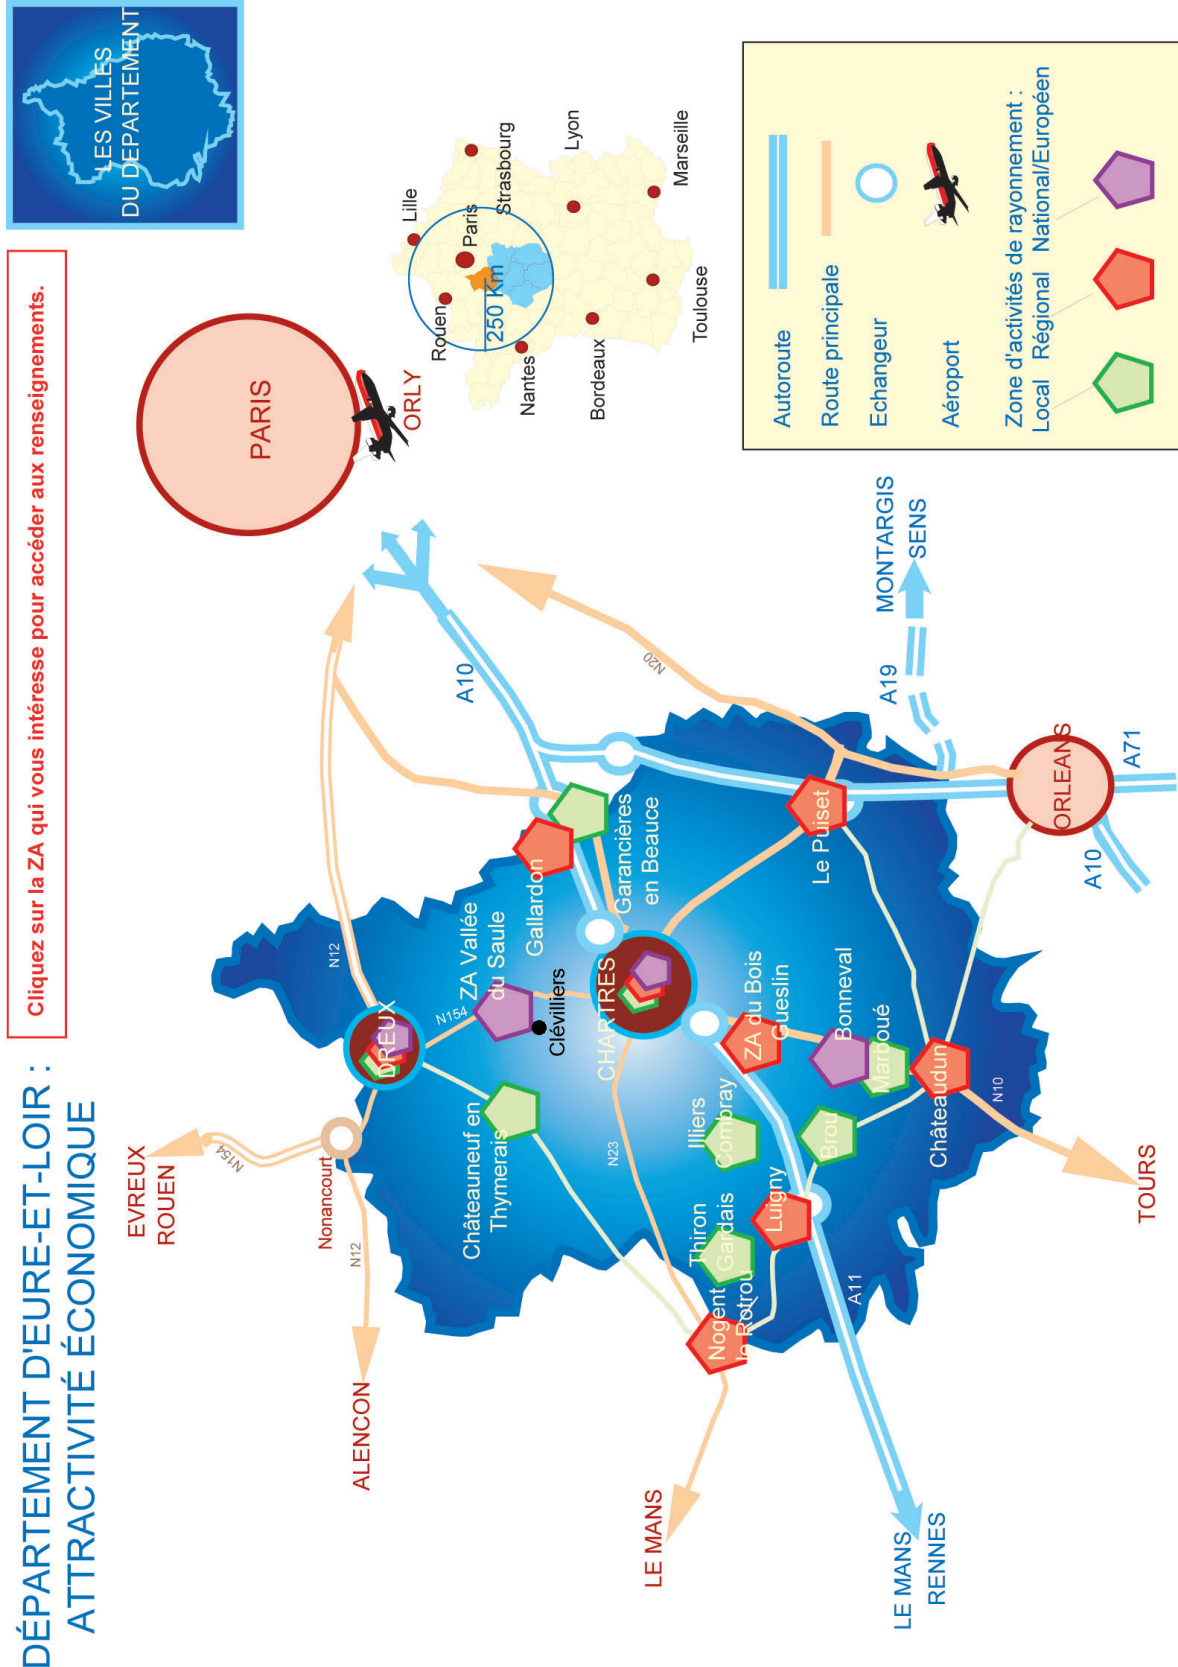 DÉPARTEMENT D'EURE-ET-LOIR :
ATTRACTIVITÉ ÉCONOMIQUE
Cliquez sur la ZA qui vous intéresse pour accéder aux renseignements.
LES VILLES
DU DEPARTEMENT
EVREUX
ROUEN
N154
Nonancourt
N12
ALENCON
N12
DREUX
N154
PARIS
ORLY
Lille
Rouen
Paris
Strasbourg
250 Km
Nantes
Lyon
Bordeaux
Toulouse
Marseille
A10
N20
Châteauneuf en
Thymerais
ZA Vallée
du Saule
Clévilliers
Gallardon
Garancières
en Beauce
CHARTRES
N23
LE MANS
Nogent
le Rotrou
Thiron
Gardais
Illiers
Combray
Luigny
ZA du Bois
Gueslin
Bonneval
Marboué
Brou
Le Puiset
Châteaudun
N10
A11
LE MANS
RENNES
TOURS
A19
MONTARGIS
SENS
ORLEANS
A10
A71
Autoroute
Route principale
Echangeur
Aéroport
Zone d'activités de rayonnement :
Local Régional National/Européen